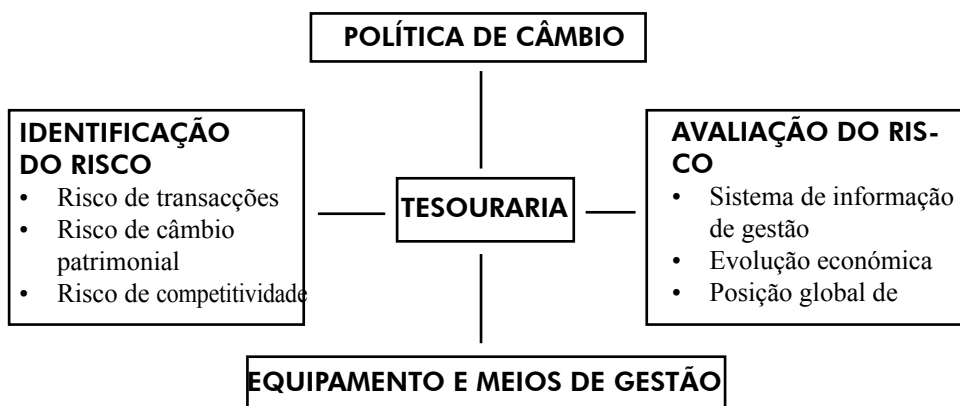 POLÍTICA DE CÂMBIO
IDENTIFICAÇÃO
DO RISCO
• Risco de transacções
• Risco de câmbio
patrimonial
• Risco de competitividade
TESOURARIA
AVALIAÇÃO DO RIS-
CO
• Sistema de informação
de gestão
• Evolução económica
• Posição global de
EQUIPAMENTO E MEIOS DE GESTÃO